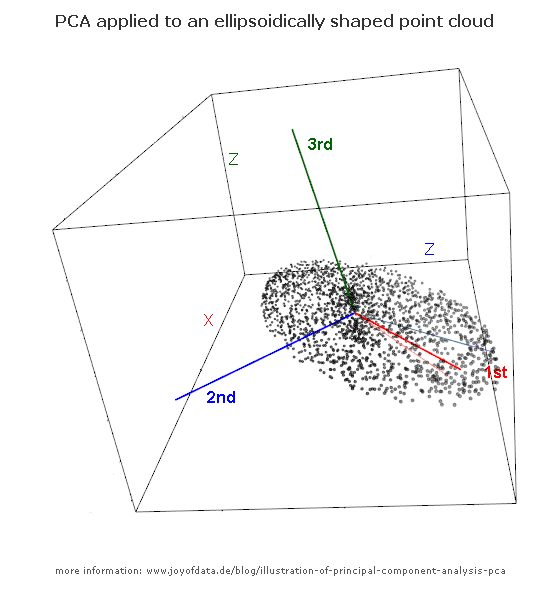 PCA applied to an ellipsoidically shaped point cloud
3rd
Z
Z
X
1st
2nd
more information: www.joyofdata.de/blog/illustration-of-principal-component-analysis-pca